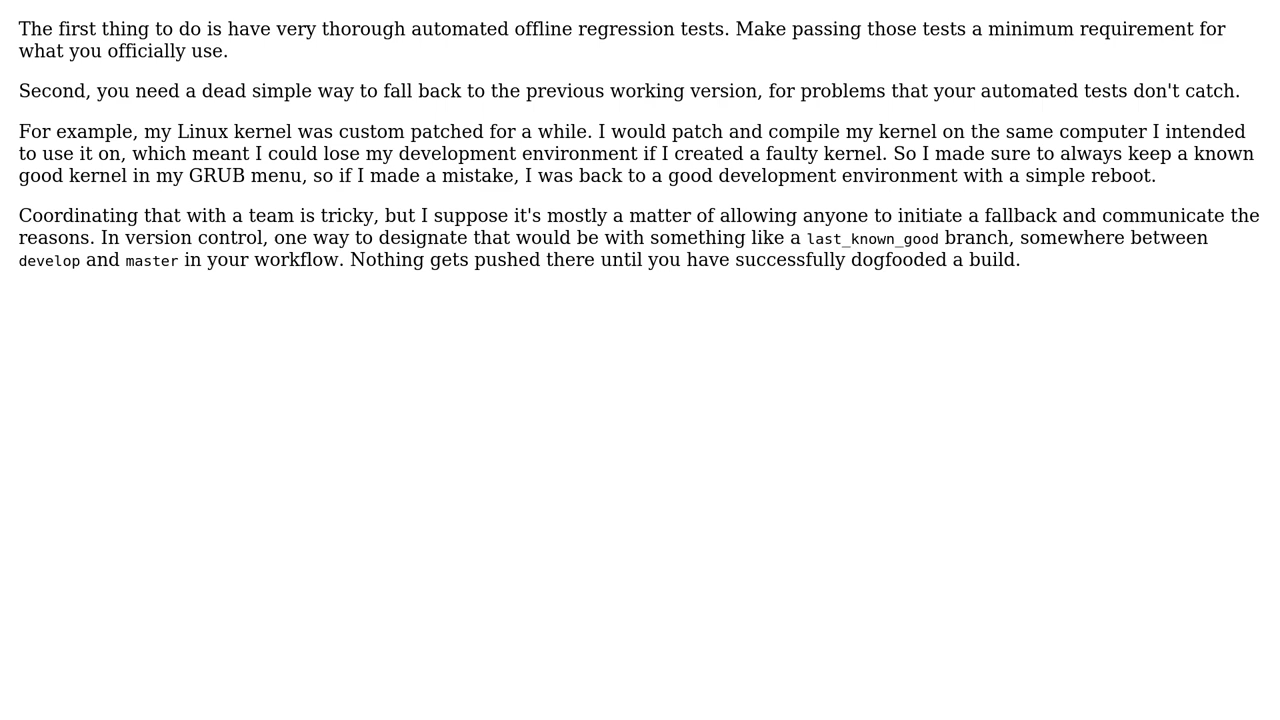 The first thing to do is have very thorough automated offline regression tests. Make passing those tests a minimum requirement for
what you officially use.
Second, you need a dead simple way to fall back to the previous working version, for problems that your automated tests don't catch.
For example, my Linux kernel was custom patched for a while. I would patch and compile my kernel on the same computer I intended
to use it on, which meant I could lose my development environment if I created a faulty kernel. So I made sure to always keep a known
good kernel in my GRUB menu, so if I made a mistake, I was back to a good development environment with a simple reboot.
Coordinating that with a team is tricky, but I suppose it's mostly a matter of allowing anyone to initiate a fallback and communicate the
reasons. In version control, one way to designate that would be with something like a last_known_good branch, somewhere between
develop and master in your workflow. Nothing gets pushed there until you have successfully dogfooded a build.